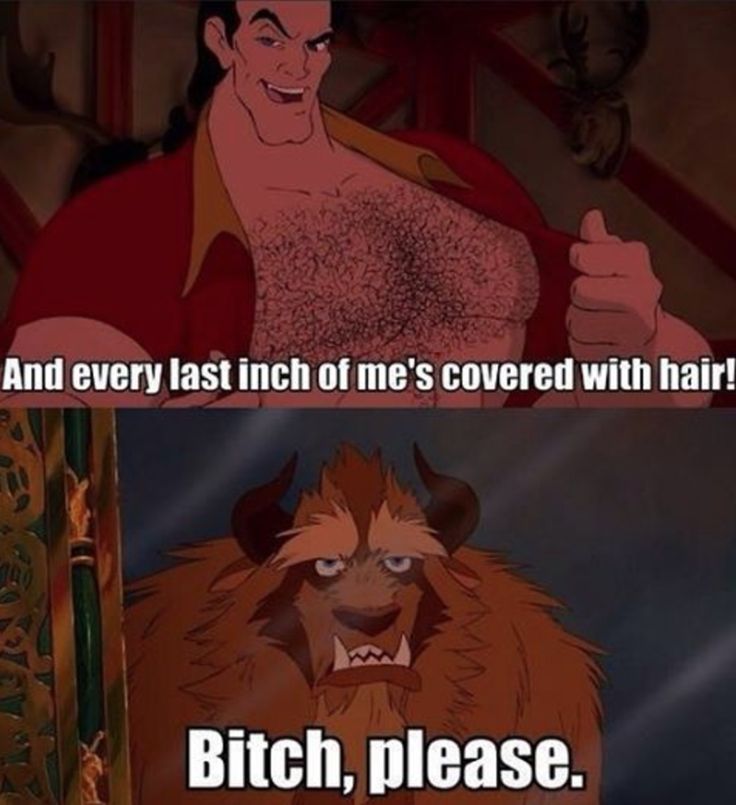 And every last inch of me's covered with hair!
Bitch, please.